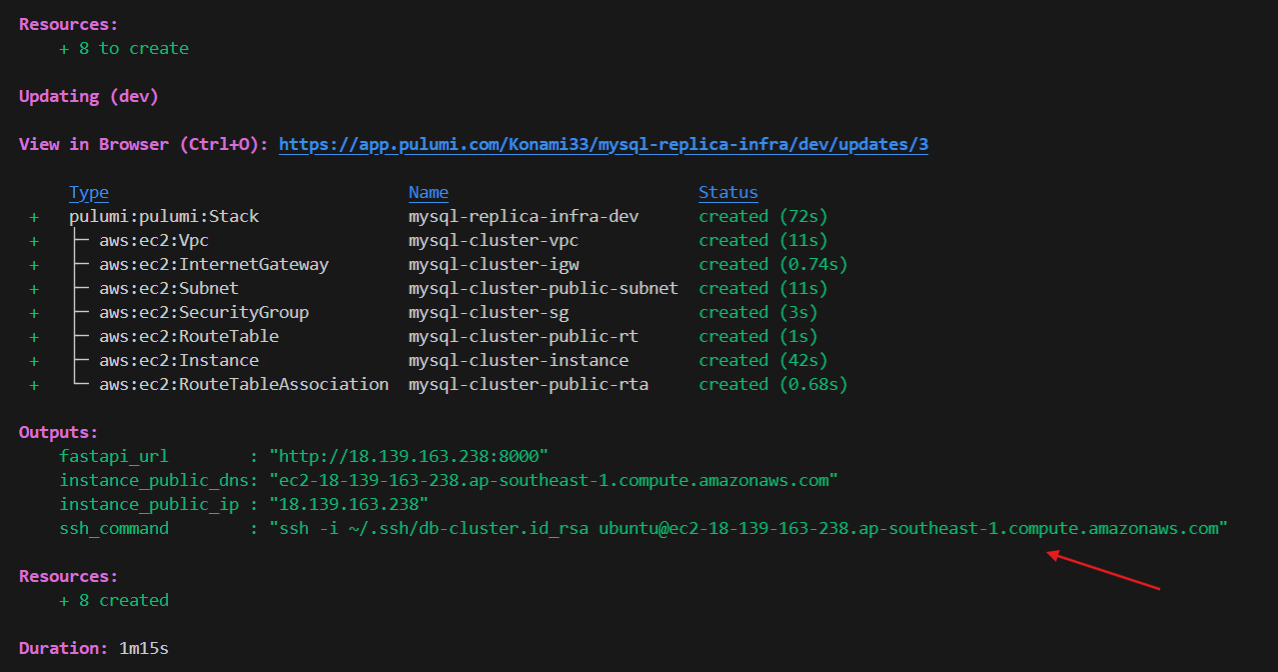 Resources:
+ 8 to create
Updating (dev)
View in Browser (Ctrl+O): https://app.pulumi.com/Konami33/mysql-replica-infra/dev/updates/3
Type Name Status
+ pulumi:pulumi:Stack mysql-replica-infra-dev created (72s)
+ ├─ aws:ec2:Vpc mysql-cluster-vpc created (11s)
+ ├─ aws:ec2:InternetGateway mysql-cluster-igw created (0.74s)
+ ├─ aws:ec2:Subnet mysql-cluster-public-subnet created (11s)
+ ├─ aws:ec2:SecurityGroup mysql-cluster-sg created (3s)
+ ├─ aws:ec2:RouteTable mysql-cluster-public-rt created (1s)
+ ├─ aws:ec2:Instance mysql-cluster-instance created (42s)
+ └─ aws:ec2:RouteTableAssociation mysql-cluster-public-rta created (0.68s)
Outputs:
fastapi_url : "http://18.139.163.238:8000"
instance_public_dns: "ec2-18-139-163-238.ap-southeast-1.compute.amazonaws.com"
instance_public_ip : "18.139.163.238"
ssh_command : "ssh -i ~/.ssh/db-cluster.id_rsa ubuntu@ec2-18-139-163-238.ap-southeast-1.compute.amazonaws.com"
Resources:
+ 8 created
Duration: 1m15s